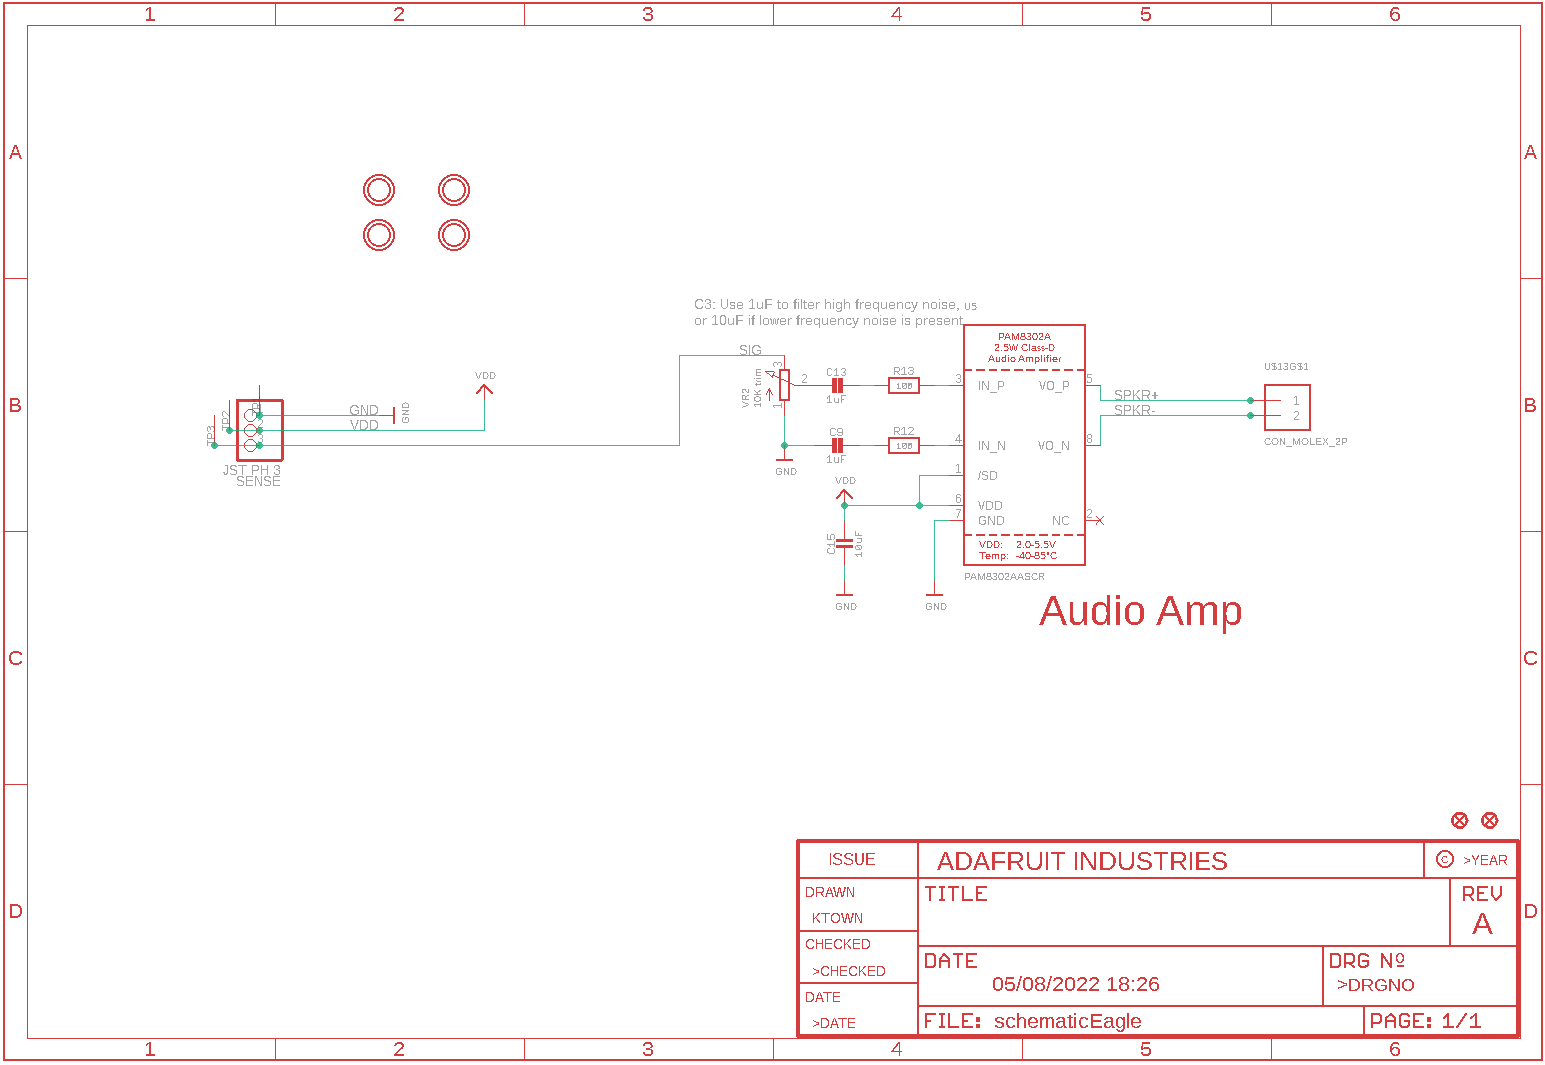 1 2 3 4 5 6
A A
B B
C C
D D
C3: Use 1uF to filter high frequency noise,
or 10uF if lower frequency noise is present
U5
PAM8302A
2.5W Class-D
Audio Amplifier
SIG
3
2
1
VR2
10K trim
C13
1uF
R13
100
3 IN_P
VO_P 5
C9
1uF
R12
100
4 IN_N
VO_N 8
GND
1 /SD
6 VDD
7 GND
NC 2
VDD
C15
10uF
GND
GND
VDD: 2.0-5.5V
Temp: -40-85°C
PAM8302AASCR
SPKR+
SPKR-
U$13G$1
1
2
CON_MOLEX_2P
VDD
GND
GND
VDD
TP2
TP3
JST PH 3
SENSE
Audio Amp
ISSUE
ADAFRUIT INDUSTRIES
© >YEAR
DRAWN
KTOWN
TITLE
REV
A
CHECKED
>CHECKED
DATE
05/08/2022 18:26
DRG Nº
>DRGNO
DATE
>DATE
FILE: schematicEagle
PAGE: 1/1
1 2 3 4 5 6